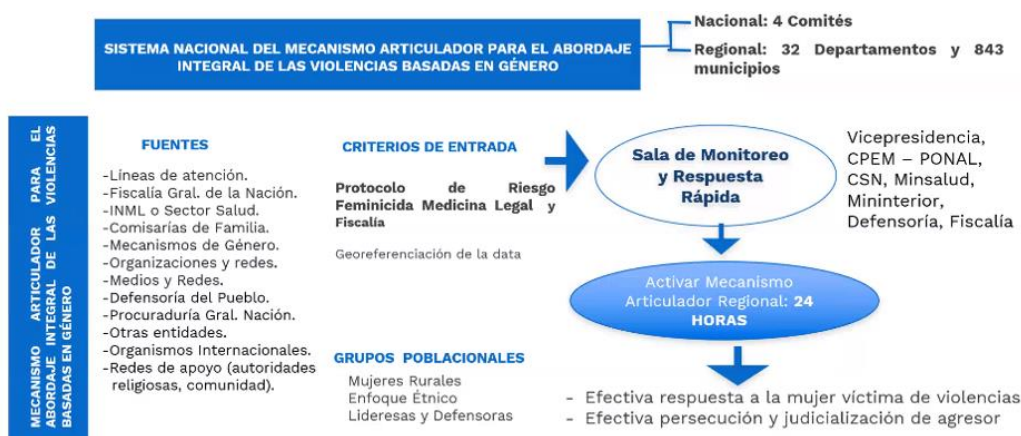 SISTEMA NACIONAL DEL MECANISMO ARTICULADOR PARA EL ABORDAJE
INTEGRAL DE LAS VIOLENCIAS BASADAS EN GÉNERO
Nacional: 4 Comités
Regional: 32 Departamentos y 843
municipios
MECANISMO ARTICULADOR PARA EL
ABORDAJE INTEGRAL DE LAS VIOLENCIAS
BASADAS EN GÉNERO
FUENTES
-Líneas de atención.
-Fiscalía Gral. de la Nación.
-INML o Sector Salud.
-Comisarías de Familia.
-Mecanismos de Género.
-Organizaciones y redes.
-Medios y Redes.
-Defensoría del Pueblo.
-Procuraduría Gral. Nación.
-Otras entidades.
-Organismos Internacionales.
-Redes de apoyo (autoridades
religiosas, comunidad).
CRITERIOS DE ENTRADA
Protocolo de Riesgo
Feminicida Medicina Legal y
Fiscalía
Georeferenciación de la data
GRUPOS POBLACIONALES
Mujeres Rurales
Enfoque Étnico
Lideresas y Defensoras
Sala de Monitoreo
y Respuesta
Rápida
Vicepresidencia,
CPEM – PONAL,
CSN, Minsalud,
Mininterior,
Defensoría, Fiscalía
Activar Mecanismo
Articulador Regional: 24
HORAS
- Efectiva respuesta a la mujer víctima de violencias
- Efectiva persecución y judicialización de agresor